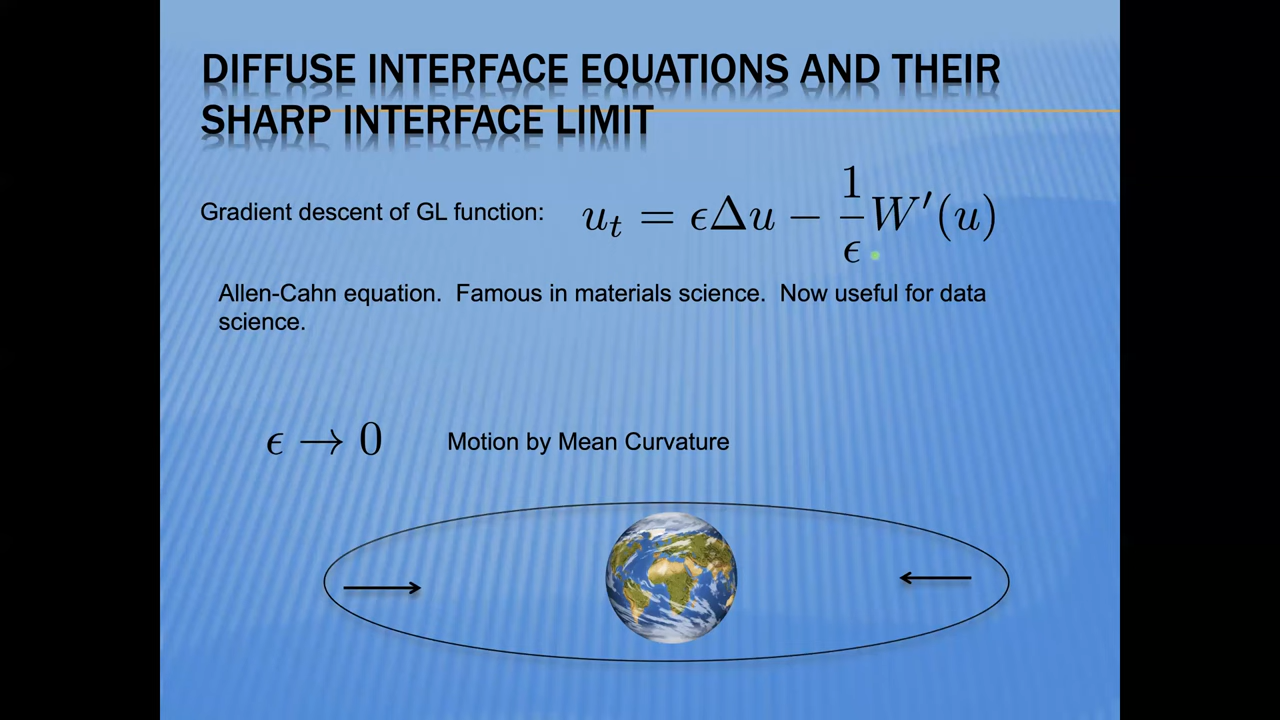 DIFFUSE INTERFACE EQUATIONS AND THEIR
SHARP INTERFACE LIMIT
Gradient descent of GL function: u_t = ϵΔu − \frac{1}{ϵ}W′(u)
Allen-Cahn equation.  Famous in materials science.  Now useful for data
science.
ϵ → 0 Motion by Mean Curvature